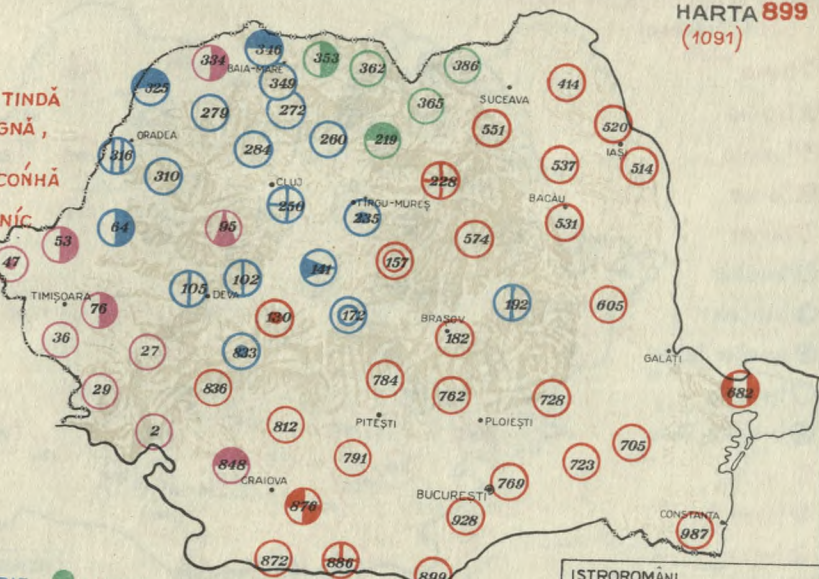 HARTA 899
(1091)
TINDĂ
GNĂ,
CONHĂ
NÍC
334
346
353
362
386
BAIA-MARE
325
349
414
SUCEAVA
279
272
365
520
ORADEA
551
IAȘI
316
284
260
219
537
514
310
CLUJ
228
250
TÎRGU-MUREȘ
BACĂU
235
531
64
95
53
574
47
141
157
105
102
DEVA
TIMIȘOARA
76
130
172
192
605
BRAȘOV
36
27
833
182
GALAȚI
29
836
784
762
728
682
2
812
PITEȘTI
PLOIEȘTI
705
848
791
723
CRAIOVA
769
BUCUREȘTI
876
928
CONSTANȚA
987
872
886
899
ISTROROMÂNI